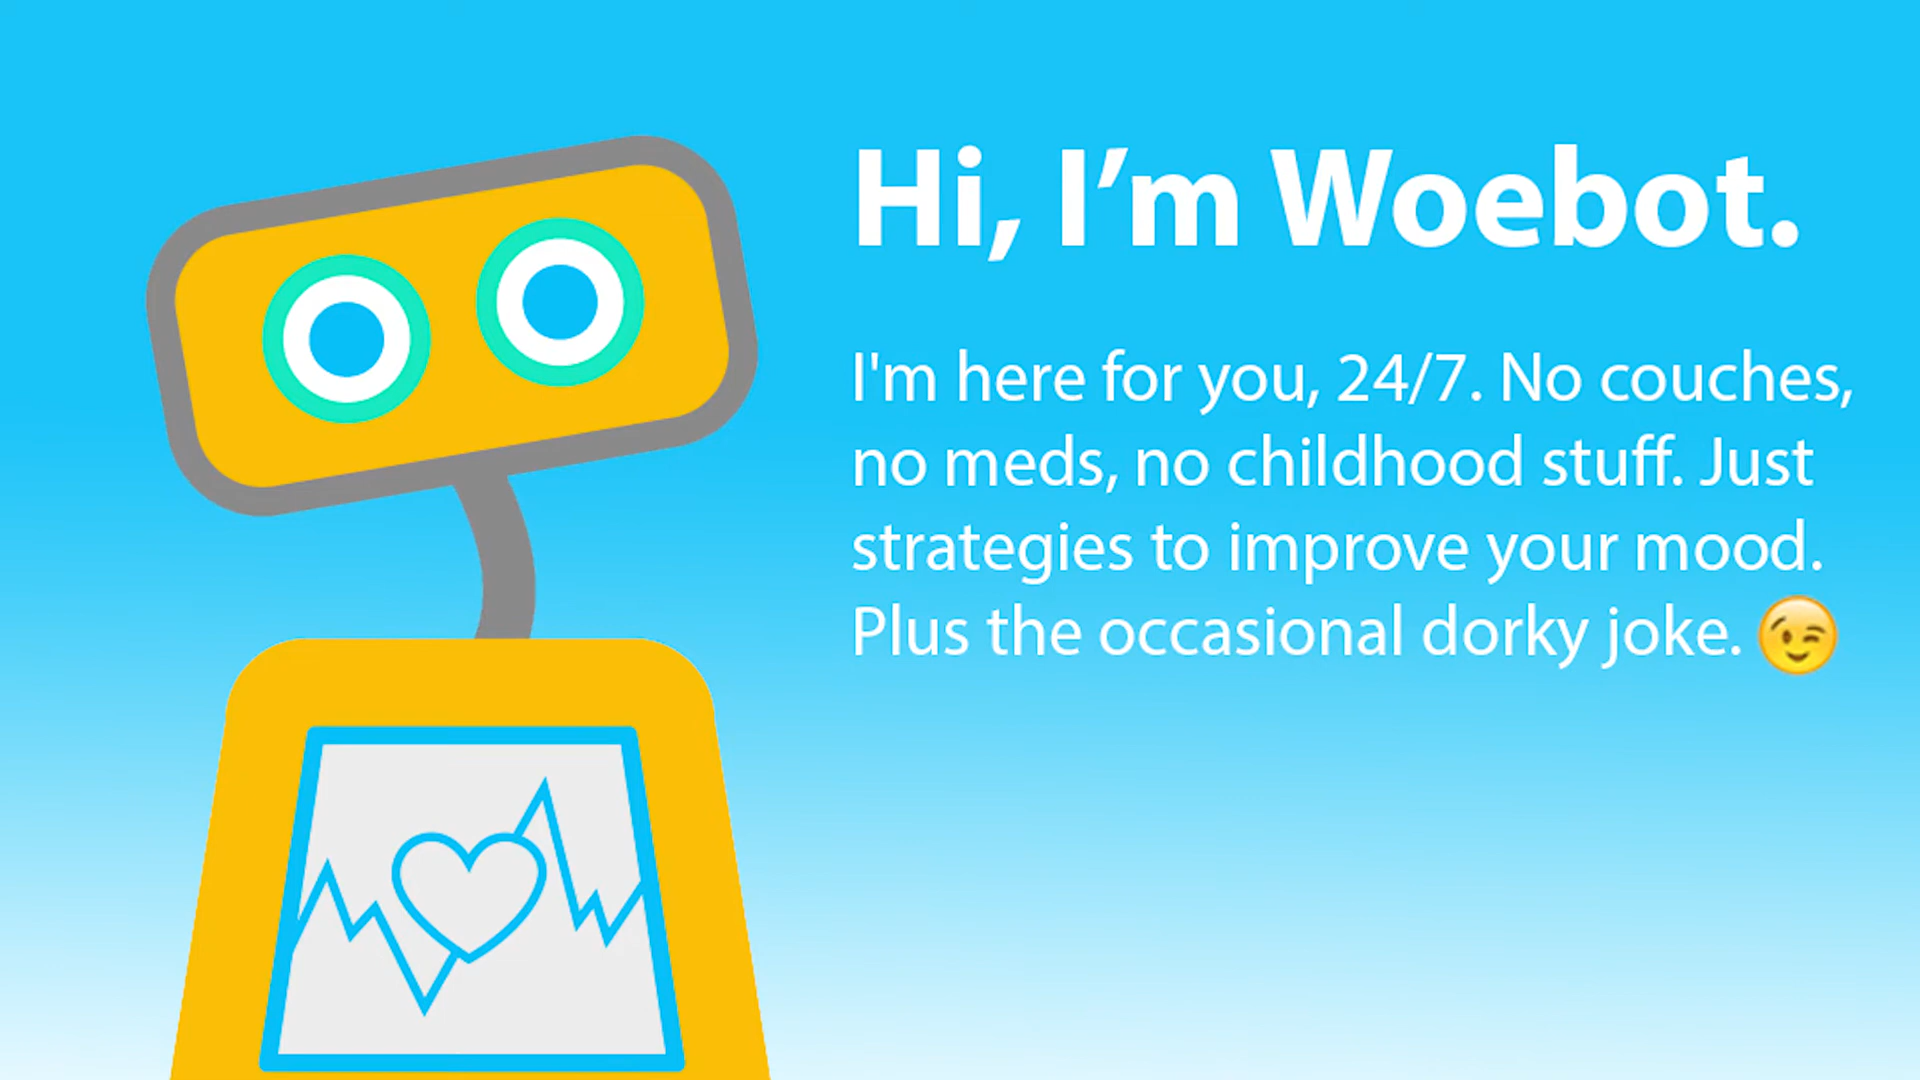 Hi, I’m Woebot.
I'm here for you, 24/7. No couches,
no meds, no childhood stuff. Just
strategies to improve your mood.
Plus the occasional dorky joke. 😉